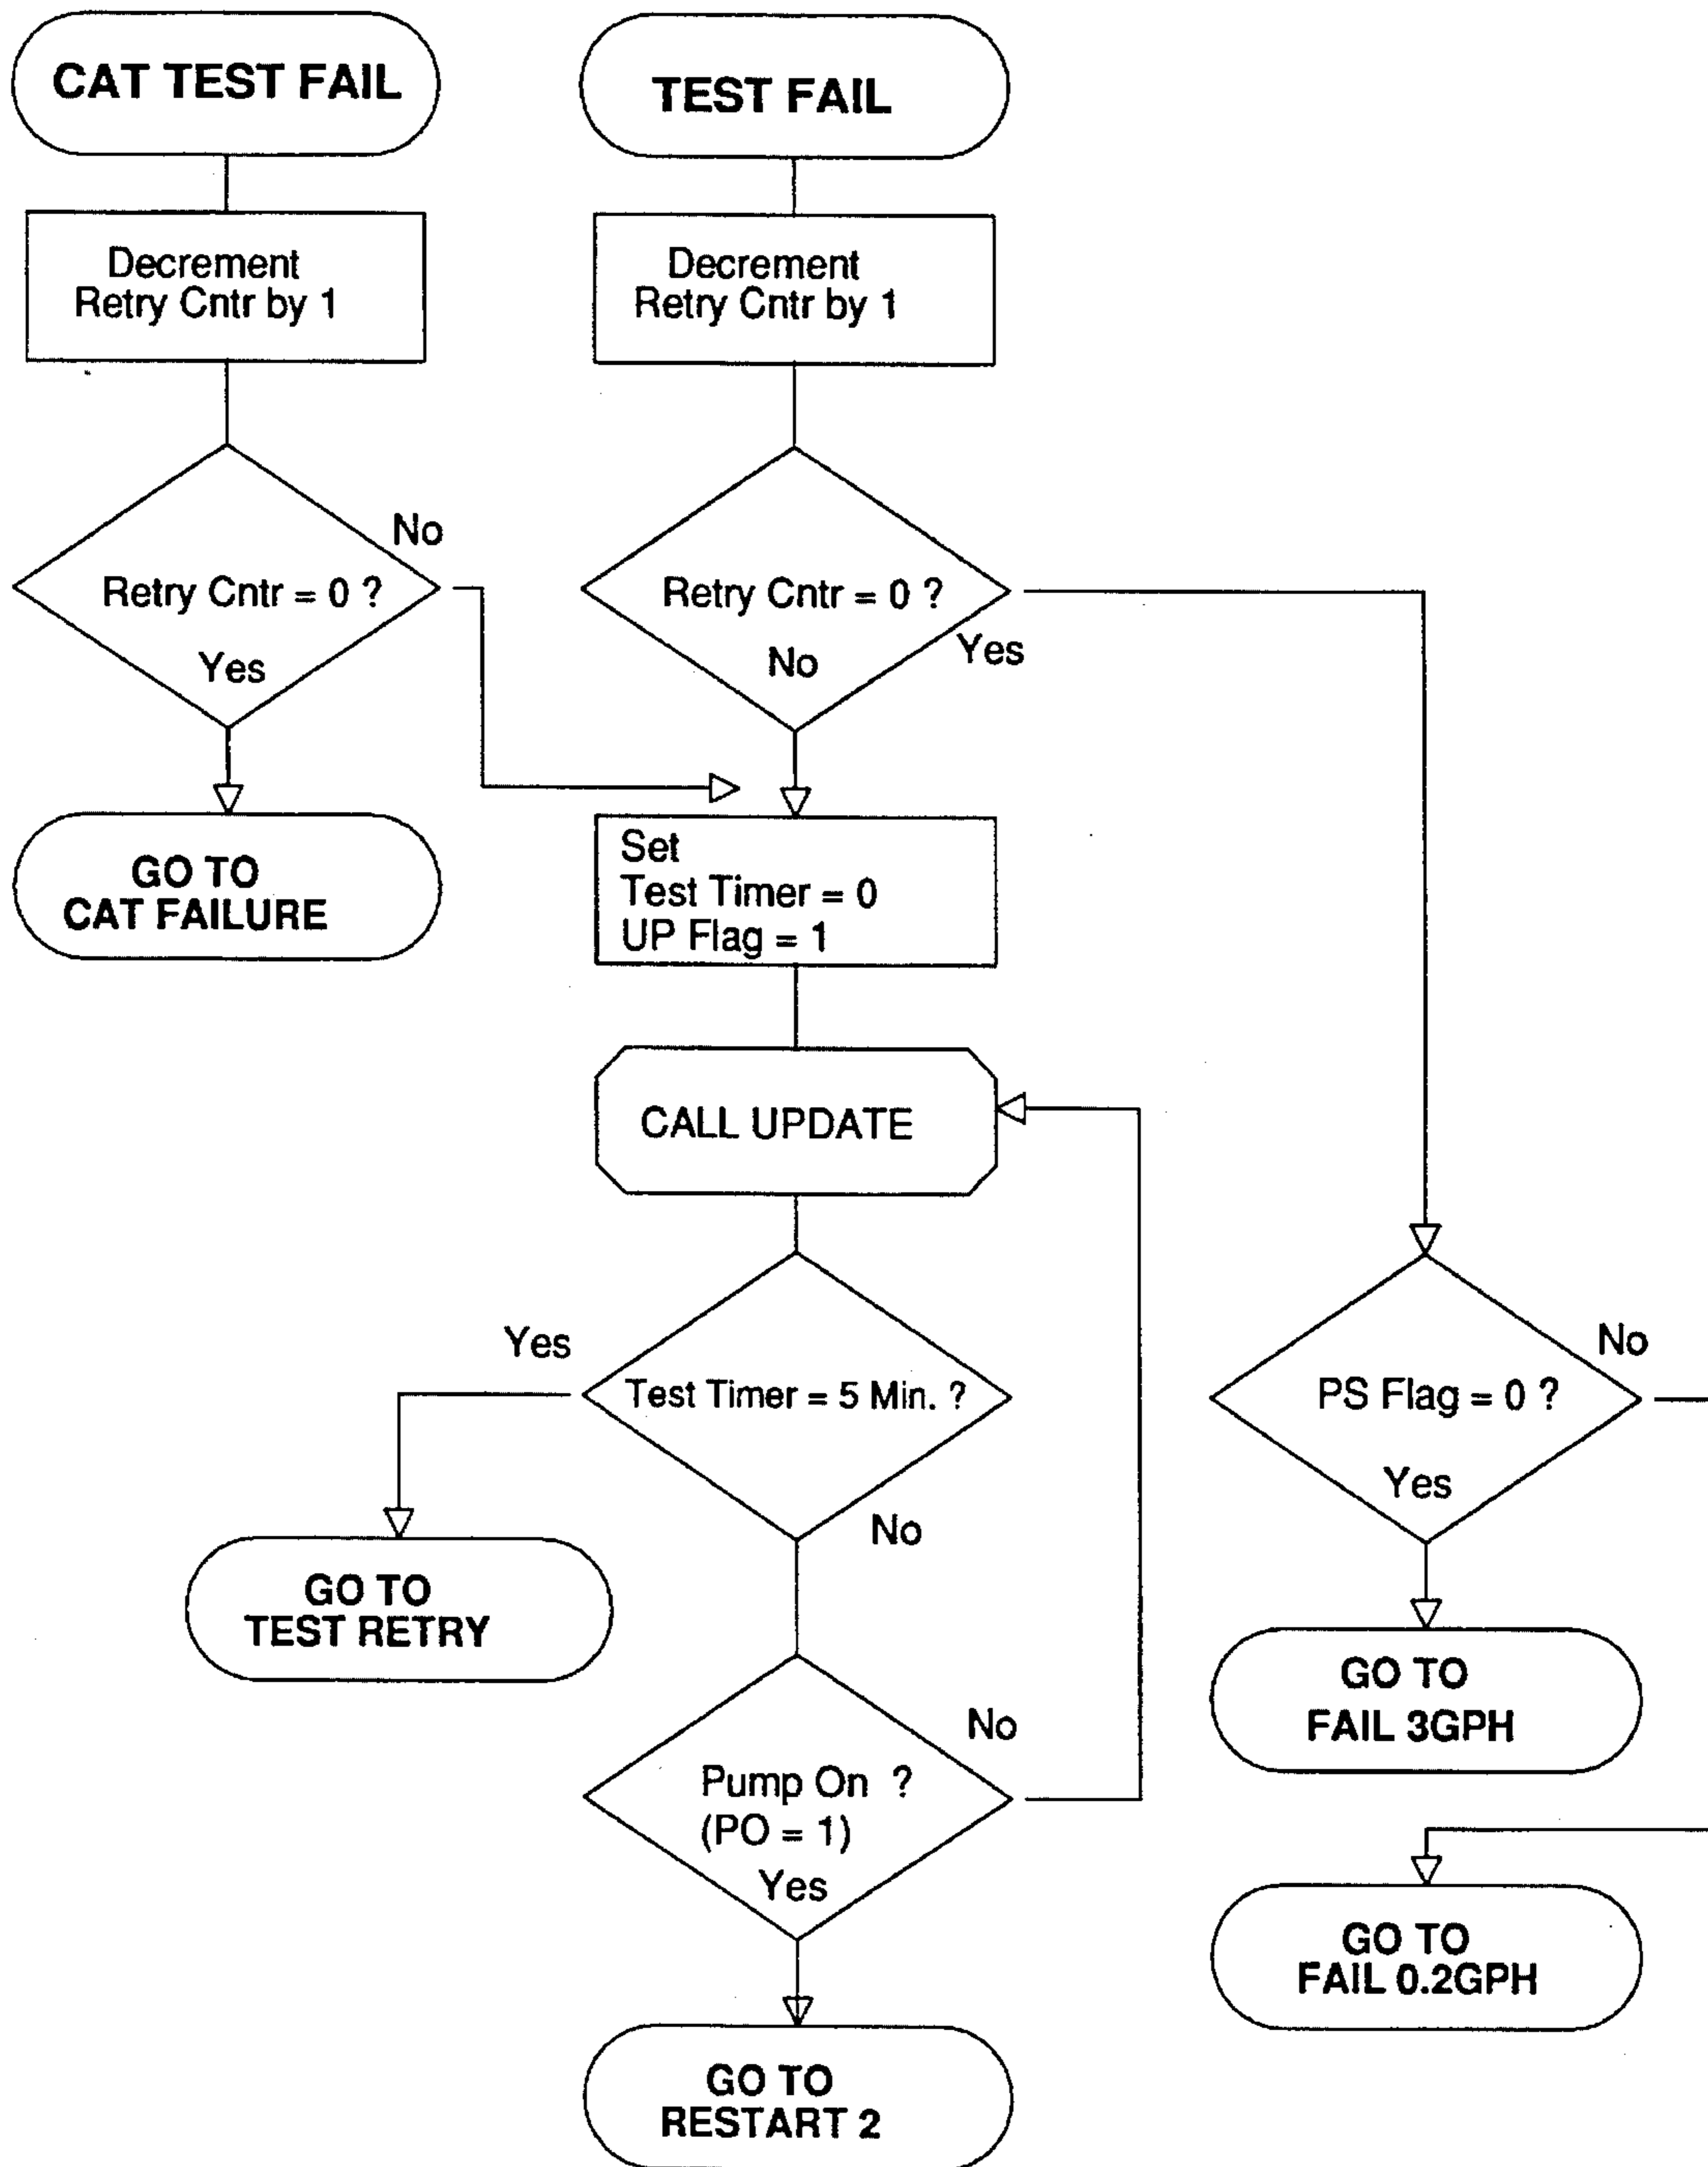 CAT TEST FAIL
TEST FAIL
Decrement
Retry Cntr by 1
Decrement
Retry Cntr by 1
No
Retry Cntr = 0 ?
Yes
Retry Cntr = 0 ?
No
Yes
GO TO
CAT FAILURE
Set
Test Timer = 0
UP Flag = 1
CALL UPDATE
Yes
Test Timer = 5 Min. ?
No
No
PS Flag = 0 ?
Yes
GO TO
TEST RETRY
GO TO
FAIL 3GPH
No
Pump On ?
(PO = 1)
Yes
GO TO
FAIL 0.2GPH
GO TO
RESTART 2